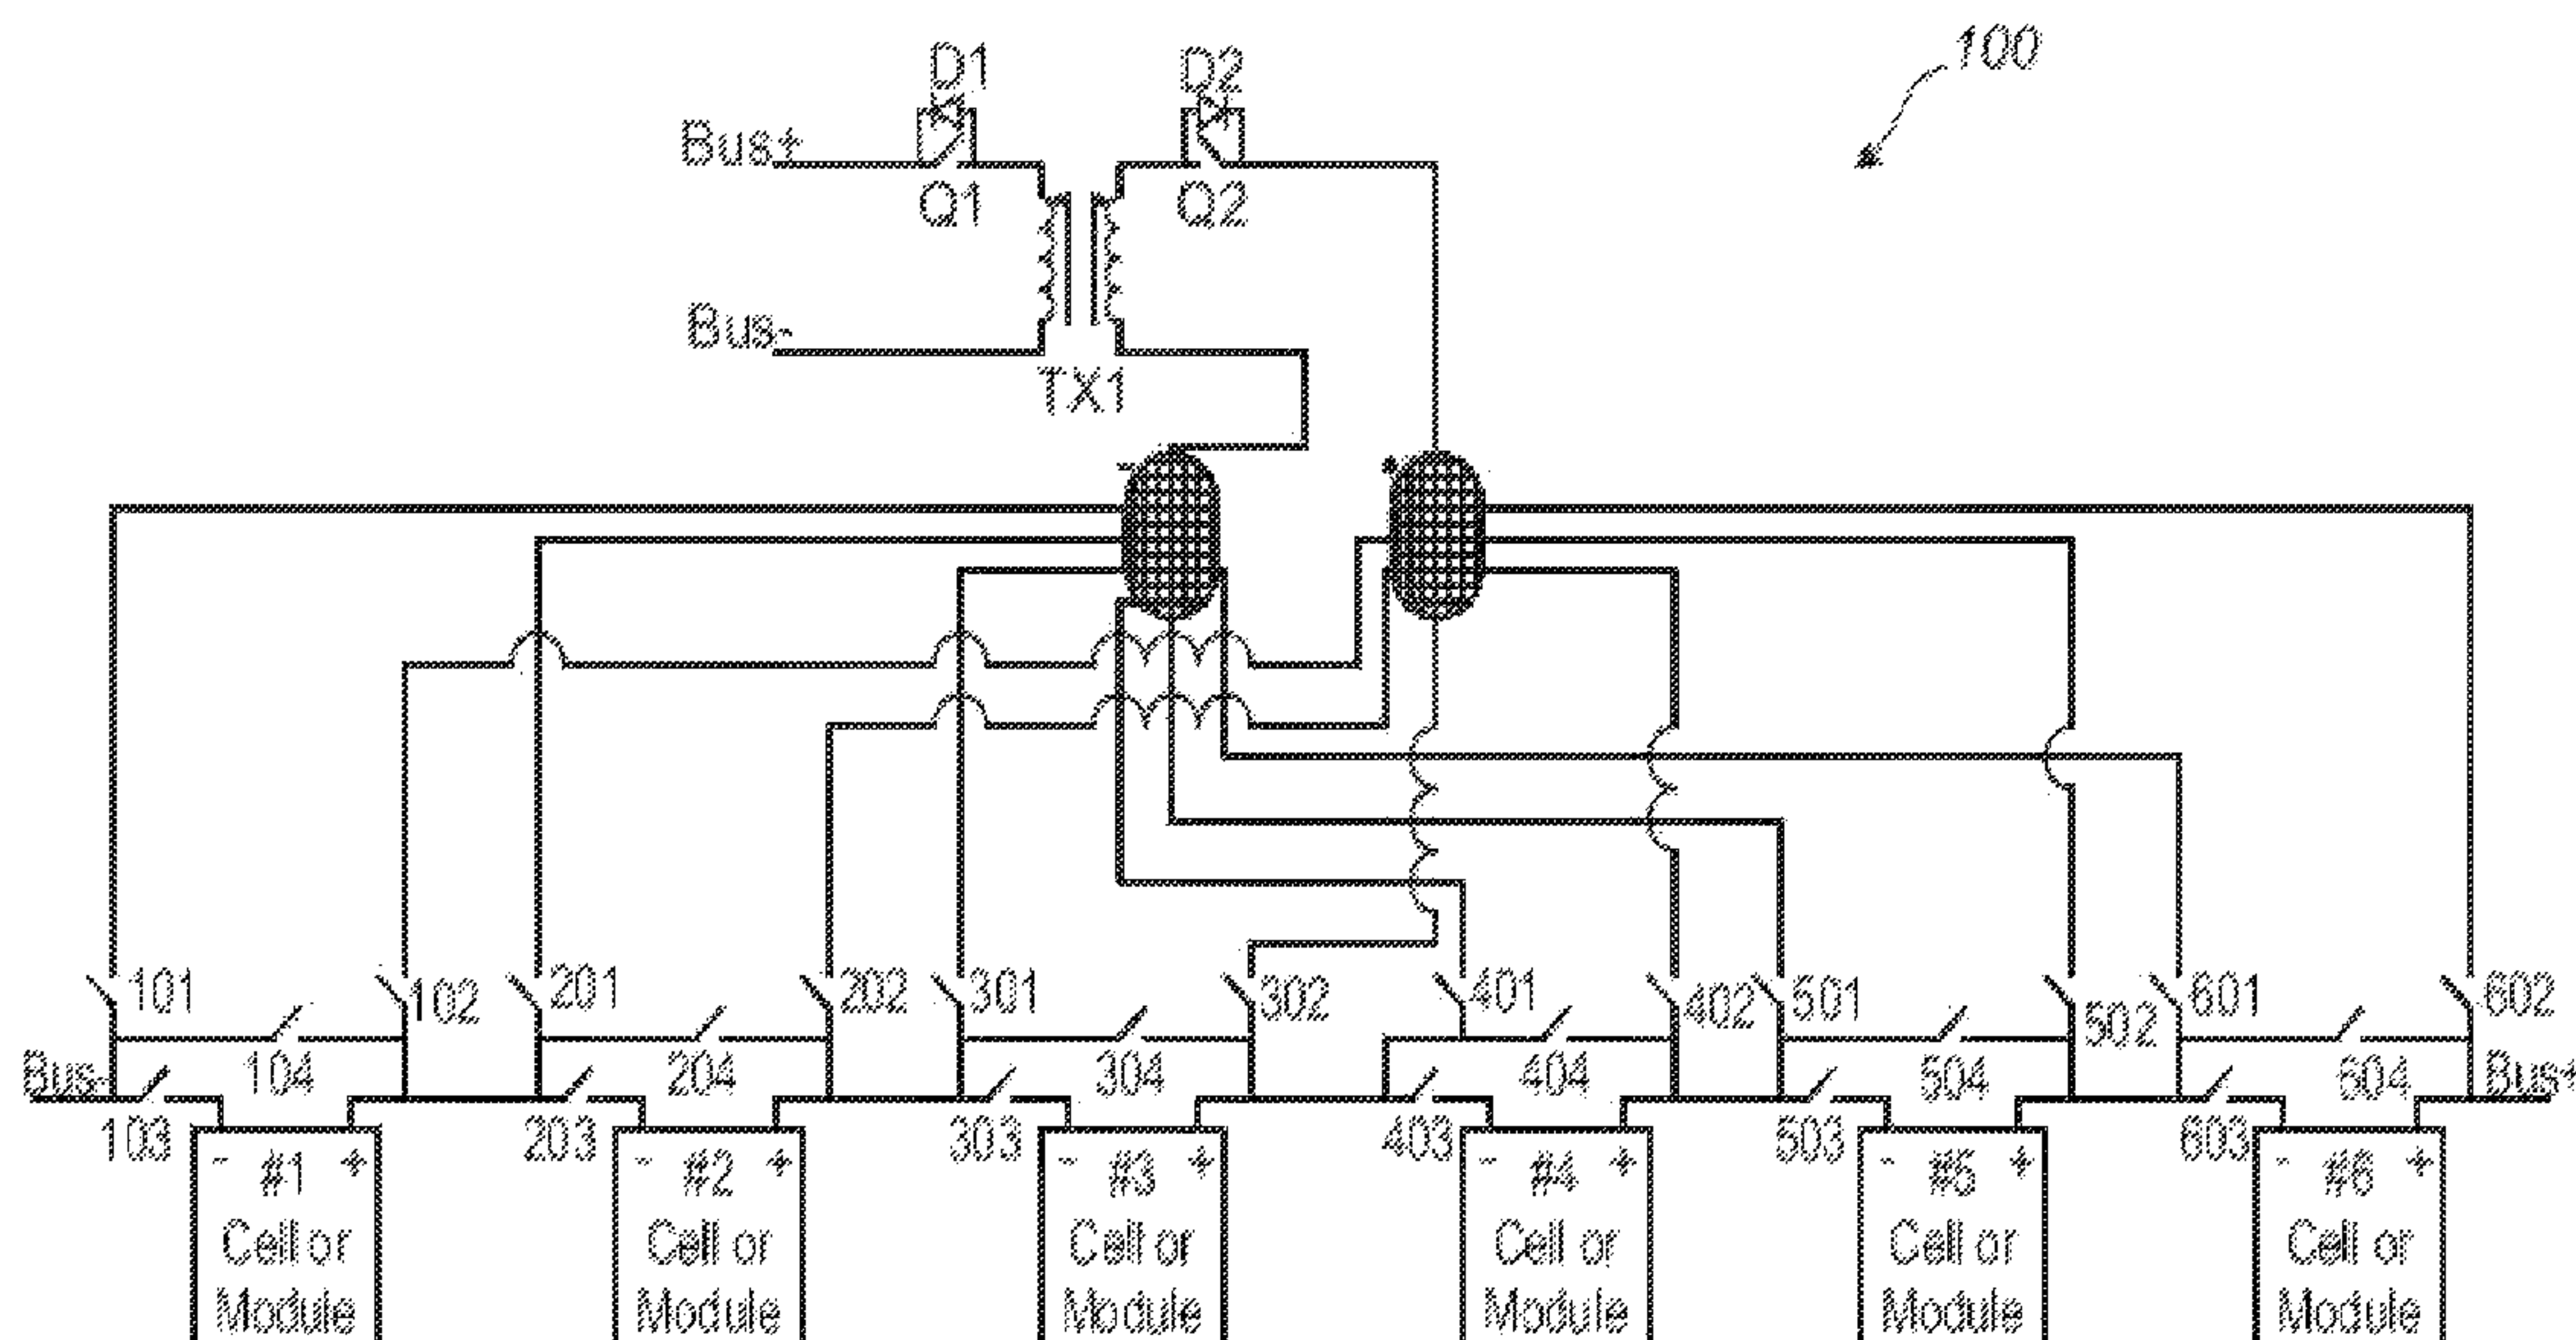 100
D1 D2
Bus+
Q1 Q2
Bus-
TX1
- +
101 102 201 202 301 302 401 402 501 502 601 602
104 204 304 404 504 604
Bus- Bus+
103 203 303 403 503 603
- #1 + - #2 + - #3 + - #4 + - #5 + - #6 +
Cell or Cell or Cell or Cell or Cell or Cell or
Module Module Module Module Module Module